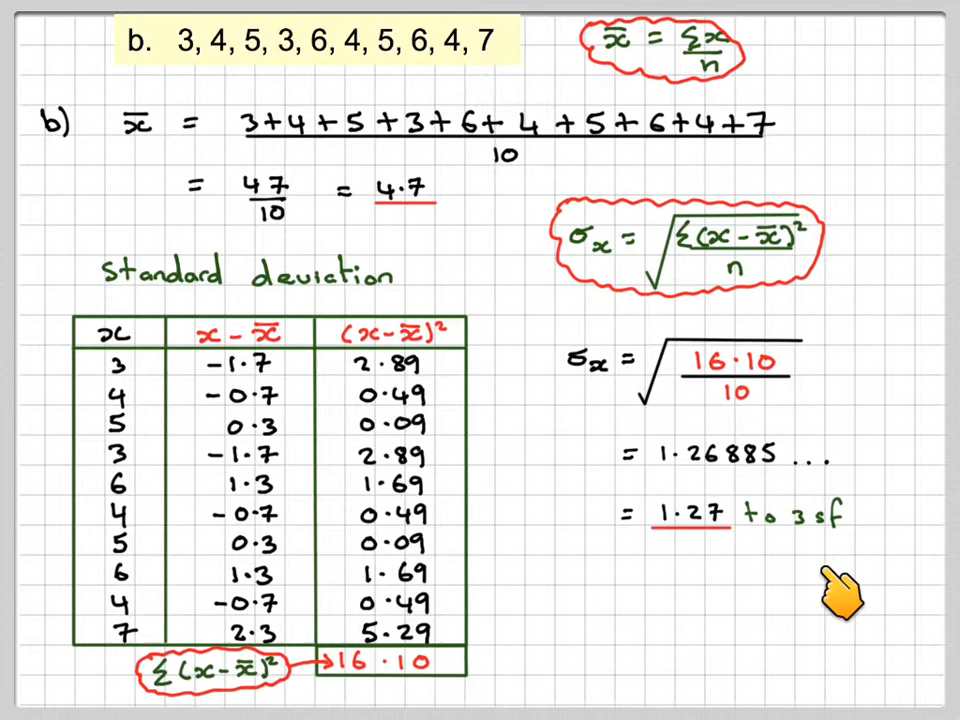 b. 3, 4, 5, 3, 6, 4, 5, 6, 4, 7
x̄ = Σx / n
b) x̄ = 3+4+5+3+6+4+5+6+4+7 / 10
= 47/10 = 4.7
σx = √(Σ(x - x̄)² / n)
standard deviation
x x - x̄ (x - x̄)²
3 -1.7 2.89
4 -0.7 0.49
5 0.3 0.09
3 -1.7 2.89
6 1.3 1.69
4 -0.7 0.49
5 0.3 0.09
6 1.3 1.69
4 -0.7 0.49
7 2.3 5.29
Σ(x - x̄)² → 16.10
σx = √(16.10 / 10)
= 1.26885...
= 1.27 to 3 sf